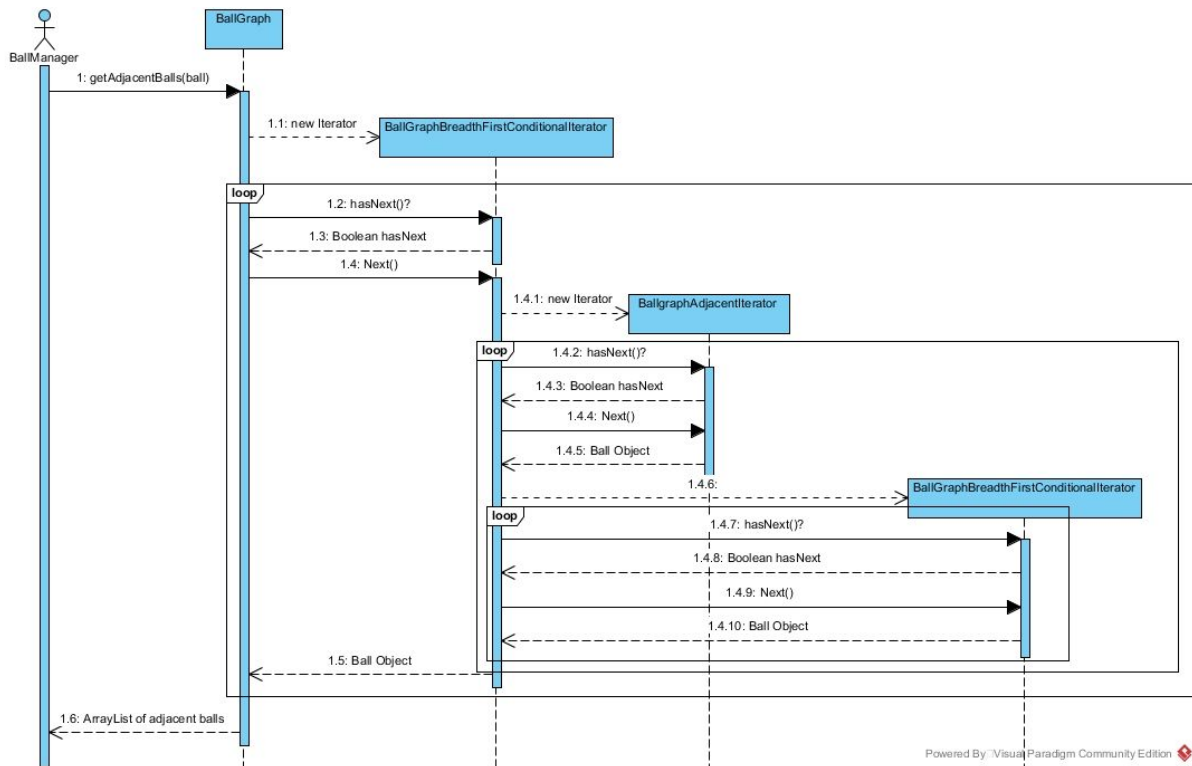 BallGraph
BallManager
1: getAdjacentBalls(ball)
1.1: new Iterator
BallGraphBreadthFirstConditionalIterator
loop
1.2: hasNext()?
1.3: Boolean hasNext
1.4: Next()
1.4.1: new Iterator
BallgraphAdjacentIterator
loop
1.4.2: hasNext()?
1.4.3: Boolean hasNext
1.4.4: Next()
1.4.5: Ball Object
1.4.6:
BallGraphBreadthFirstConditionalIterator
loop
1.4.7: hasNext()?
1.4.8: Boolean hasNext
1.4.9: Next()
1.4.10: Ball Object
1.5: Ball Object
1.6: ArrayList of adjacent balls
Powered By Visual Paradigm Community Edition